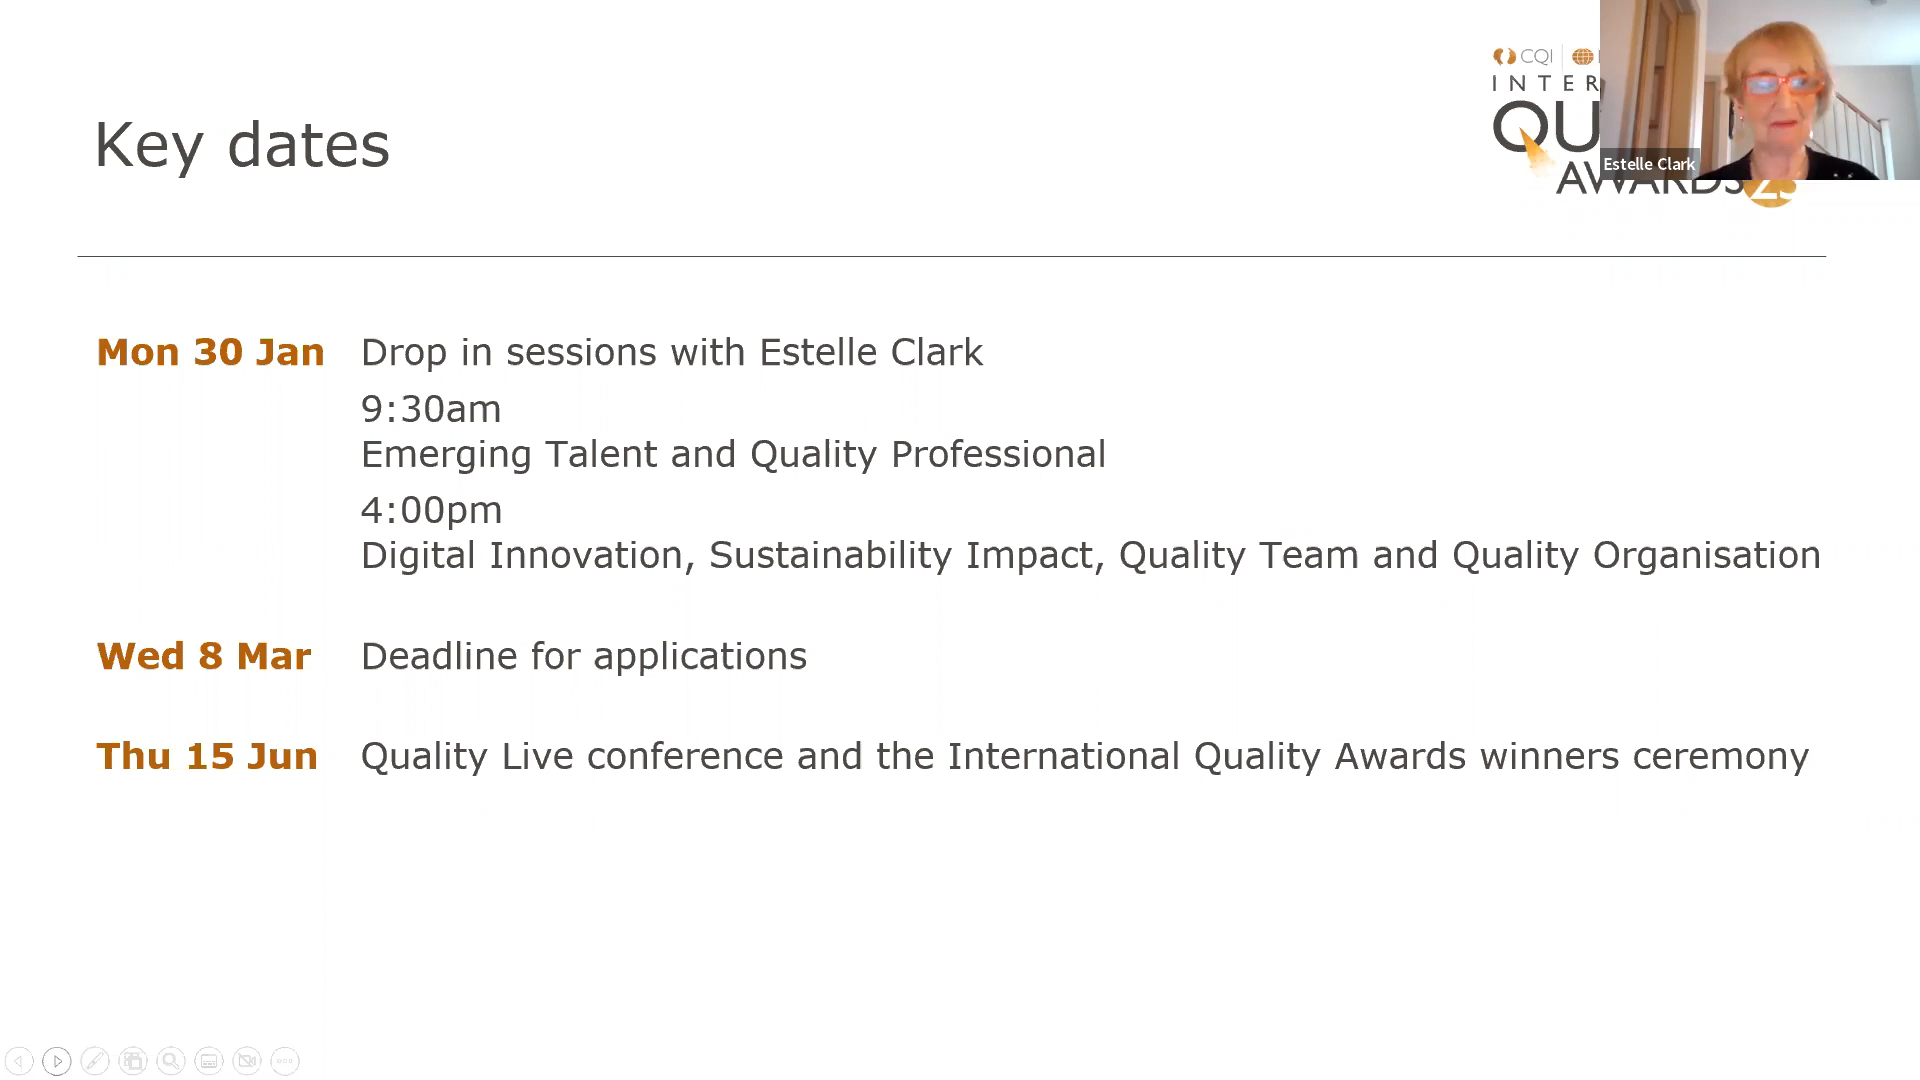 Key dates
CQI
INTER
QU
AWARDS 23
Estelle Clark
Mon 30 Jan Drop in sessions with Estelle Clark
9:30am
Emerging Talent and Quality Professional
4:00pm
Digital Innovation, Sustainability Impact, Quality Team and Quality Organisation
Wed 8 Mar Deadline for applications
Thu 15 Jun Quality Live conference and the International Quality Awards winners ceremony